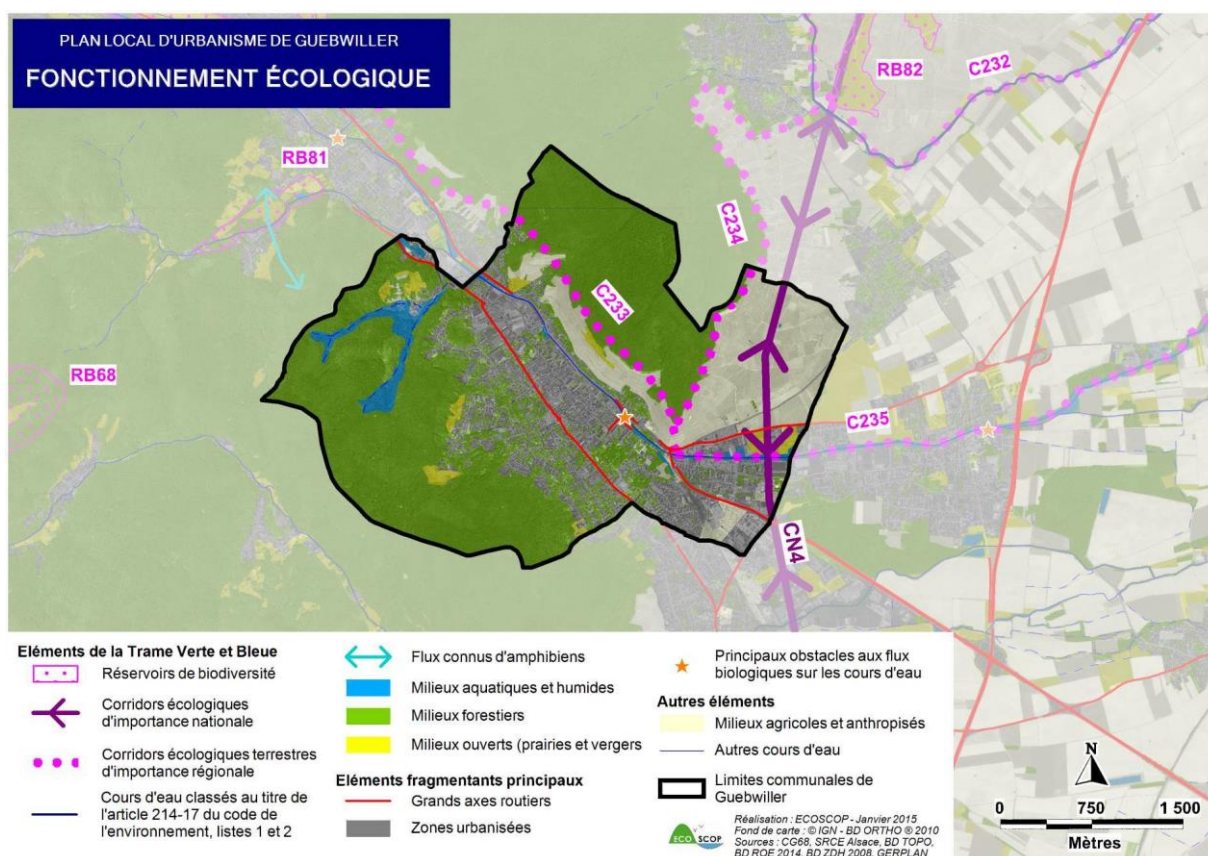 PLAN LOCAL D'URBANISME DE GUEBWILLER
FONCTIONNEMENT ÉCOLOGIQUE
RB82
C232
RB81
C234
C233
RB68
C235
CN4
Eléments de la Trame Verte et Bleue
Réservoirs de biodiversité
Corridors écologiques
d'importance nationale
Corridors écologiques terrestres
d'importance régionale
Cours d'eau classés au titre de
l'article 214-17 du code de
l'environnement, listes 1 et 2
Flux connus d'amphibiens
Milieux aquatiques et humides
Milieux forestiers
Milieux ouverts (prairies et vergers
Eléments fragmentants principaux
Grands axes routiers
Zones urbanisées
Principaux obstacles aux flux
biologiques sur les cours d'eau
Autres éléments
Milieux agricoles et anthropisés
Autres cours d'eau
Limites communales de
Guebwiller
ECO SCOP
Réalisation : ECOSCOP - Janvier 2015
Fond de carte : © IGN - BD ORTHO ® 2010
Sources : CG68, SRCE Alsace, BD TOPO,
BD ROE 2014, BD ZDH 2008, GERPLAN
N
0 750 1 500
Mètres